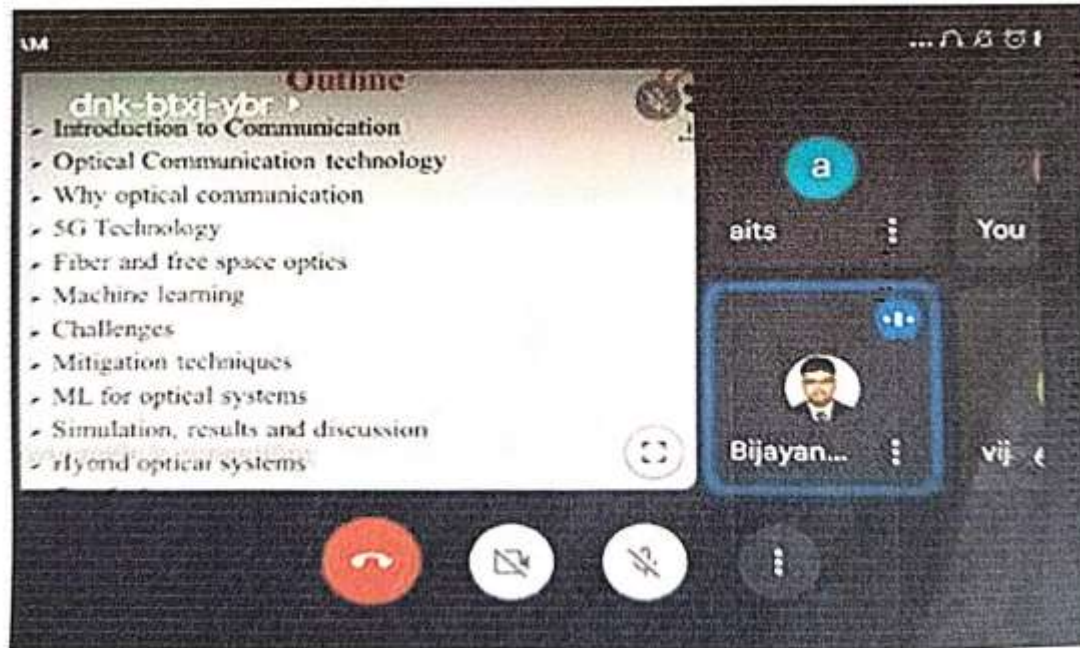 AM
Outline
dnk-btxj-ybr
Introduction to Communication
Optical Communication technology
Why optical communication
5G Technology
Fiber and free space optics
Machine learning
Challenges
Mitigation techniques
ML for optical systems
Simulation, results and discussion
optical systems
a
aits
You
Bijayan...
vij